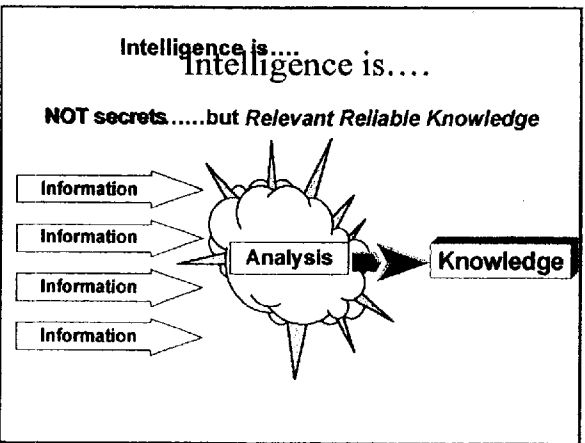 Intelligence is....
Intelligence is....
NOT secrets......but Relevant Reliable Knowledge
Information
Information
Analysis
Knowledge
Information
Information